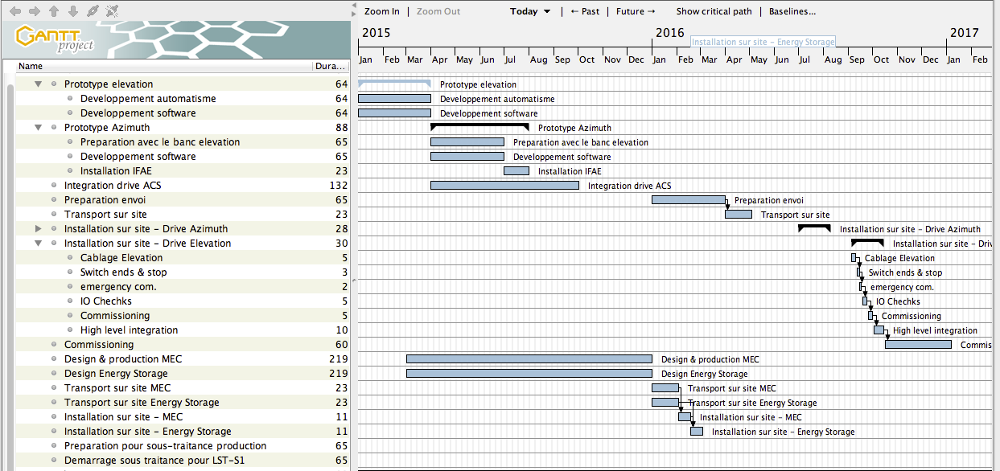 Zoom In | Zoom Out Today ▼ | ← Past | Future → Show critical path | Baselines...
GANTT project
2015 2016 2017
Installation sur site – Energy Storage
Name Dura...
Jan Feb Mar Apr May Jun Jul Aug Sep Oct Nov Dec Jan Feb Mar Apr May Jun Jul Aug Sep Oct Nov Dec Jan Feb
Prototype elevation 64 Prototype elevation
Developpement automatisme 64 Developpement automatisme
Developpement software 64 Developpement software
Prototype Azimuth 88 Prototype Azimuth
Preparation avec le banc elevation 65 Preparation avec le banc elevation
Developpement software 65 Developpement software
Installation IFAE 23 Installation IFAE
Integration drive ACS 132 Integration drive ACS
Preparation envoi 65 Preparation envoi
Transport sur site 23 Transport sur site
Installation sur site – Drive Azimuth 28 Installation sur site – Drive Azimuth
Installation sur site – Drive Elevation 30 Installation sur site – Driv
Cablage Elevation 5 Cablage Elevation
Switch ends & stop 3 Switch ends & stop
emergency com. 2 emergency com.
IO Chechks 5 IO Chechks
Commissioning 5 Commissioning
High level integration 10 High level integration
Commissioning 60 Commis
Design & production MEC 219 Design & production MEC
Design Energy Storage 219 Design Energy Storage
Transport sur site MEC 23 Transport sur site MEC
Transport sur site Energy Storage 23 Transport sur site Energy Storage
Installation sur site – MEC 11 Installation sur site – MEC
Installation sur site – Energy Storage 11 Installation sur site – Energy Storage
Preparation pour sous-traitance production 65
Demarrage sous traitance pour LST-S1 65